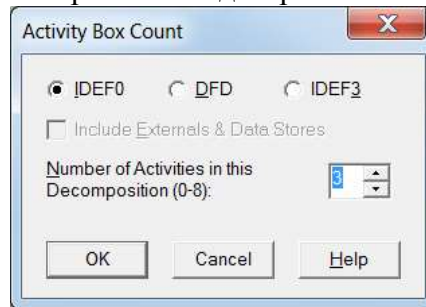 Activity Box Count
IDEF0 DFD IDEF3
Include Externals & Data Stores
Number of Activities in this
Decomposition (0-8):
3
OK Cancel Help